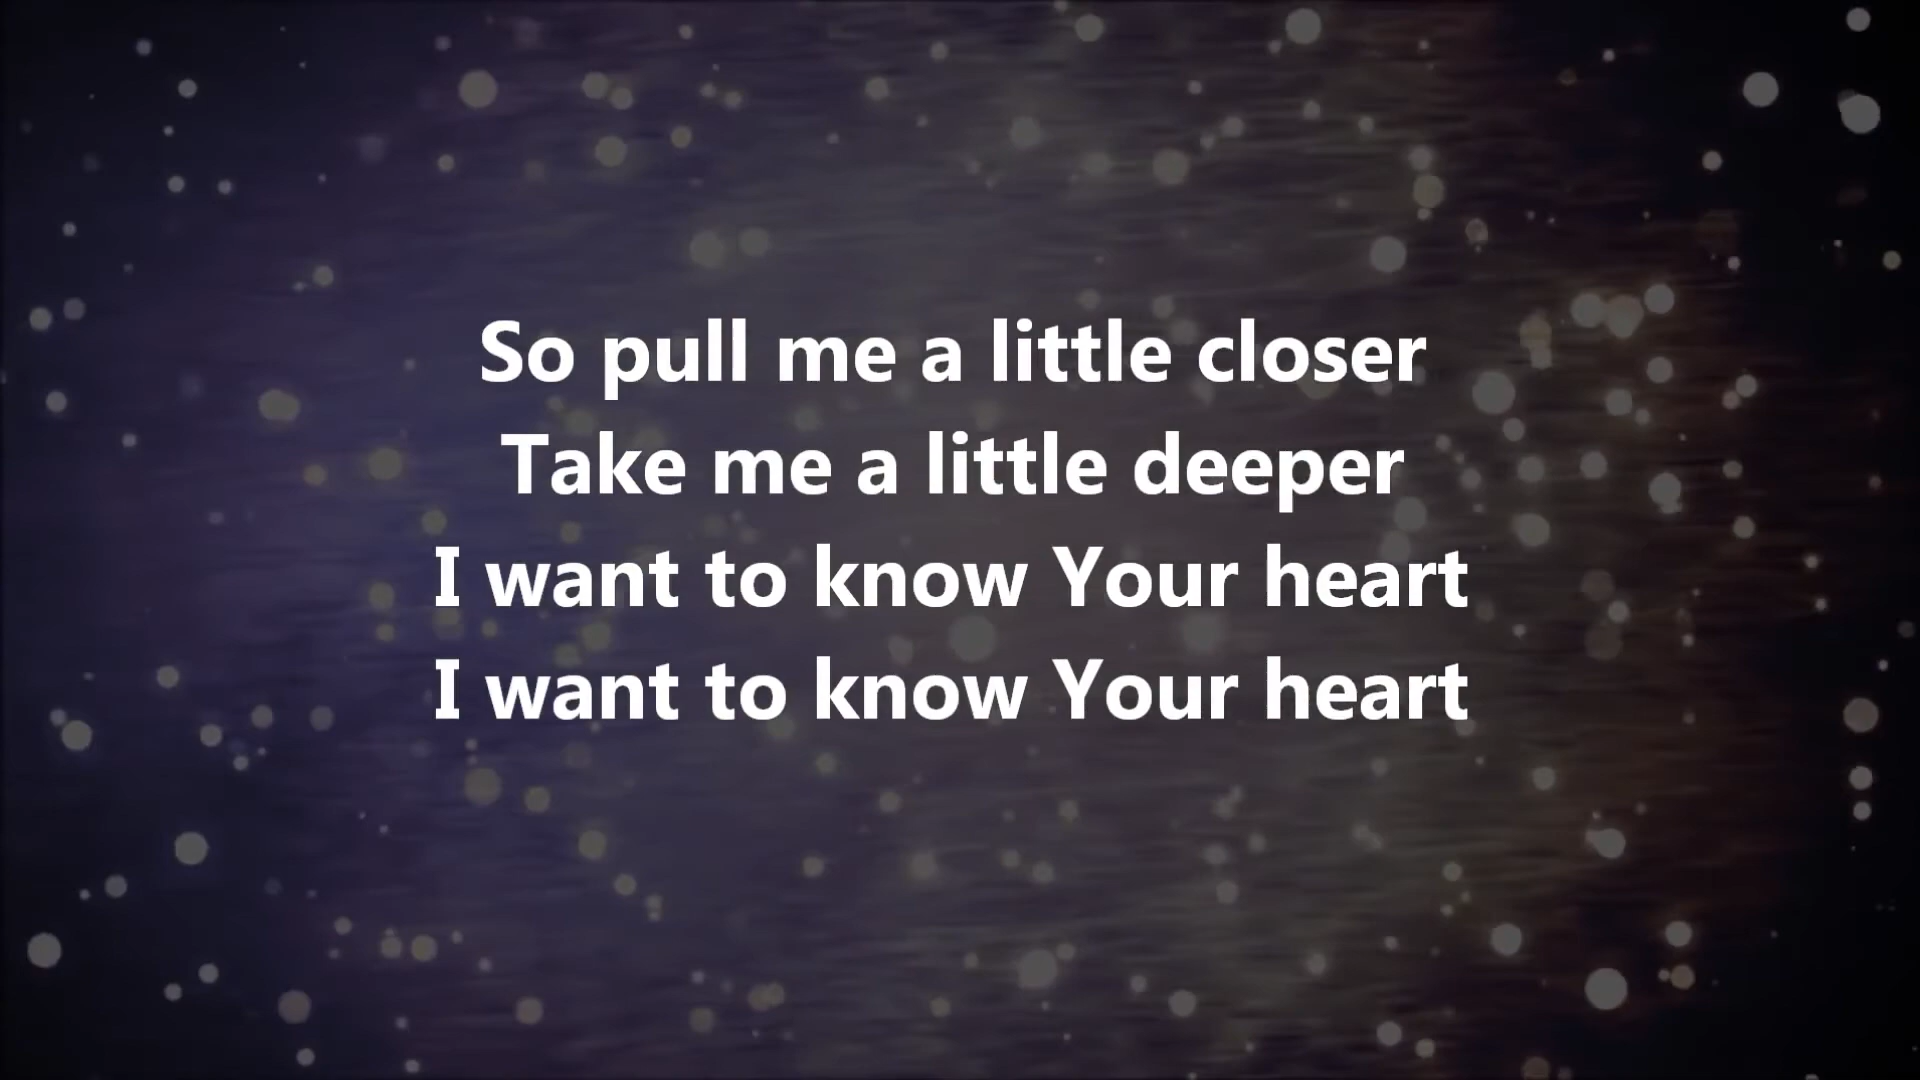 So pull me a little closer
Take me a little deeper
I want to know Your heart
I want to know Your heart